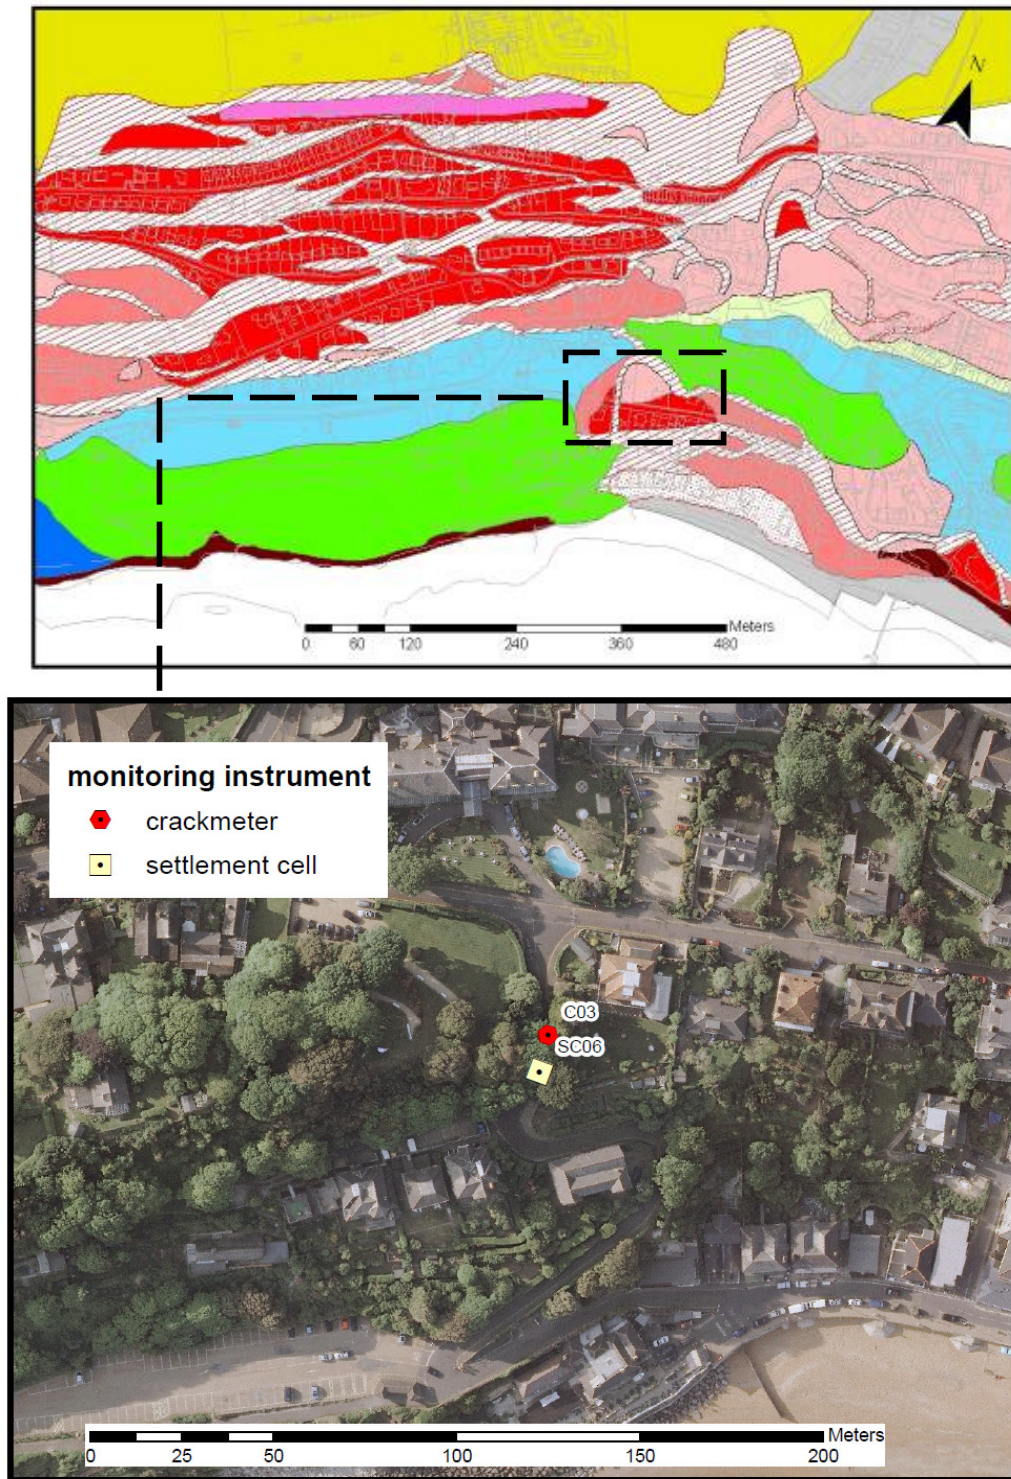 N
Meters
0 60 120 240 360 480
monitoring instrument
crackmeter
settlement cell
C03
SC06
Meters
0 25 50 100 150 200